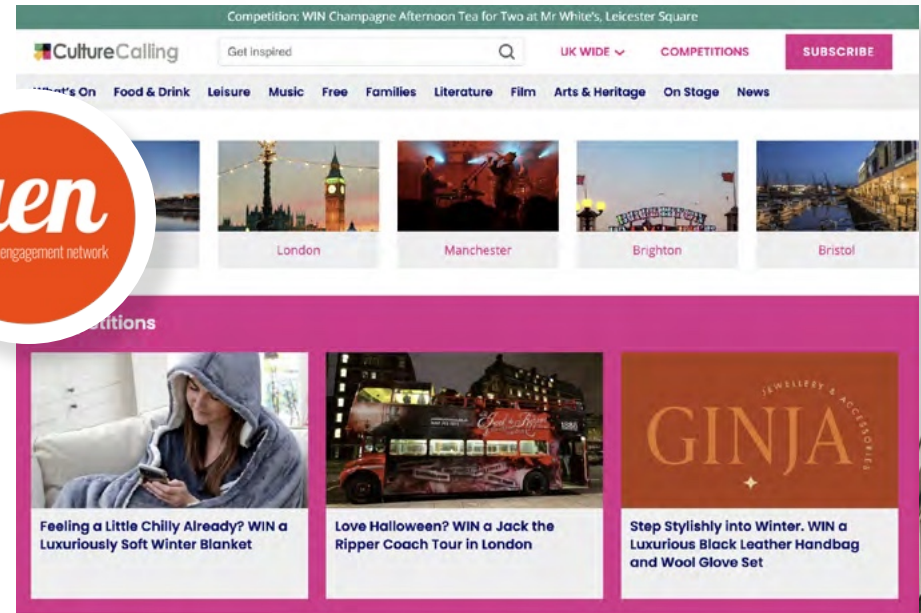 Competition: WIN Champagne Afternoon Tea for Two at Mr White's, Leicester Square
CultureCalling
Get Inspired
UK WIDE
COMPETITIONS
SUBSCRIBE
On Food & Drink Leisure Music Free Families Literature Film Arts & Heritage On Stage News
engagement network
London
Manchester
Brighton
Bristol
Feeling a Little Chilly Already? WIN a
Luxuriously Soft Winter Blanket
Love Halloween? WIN a Jack the
Ripper Coach Tour in London
JEWELLERY & ACCESSORIES
GINJA
Step Stylishly into Winter. WIN a
Luxurious Black Leather Handbag
and Wool Glove Set